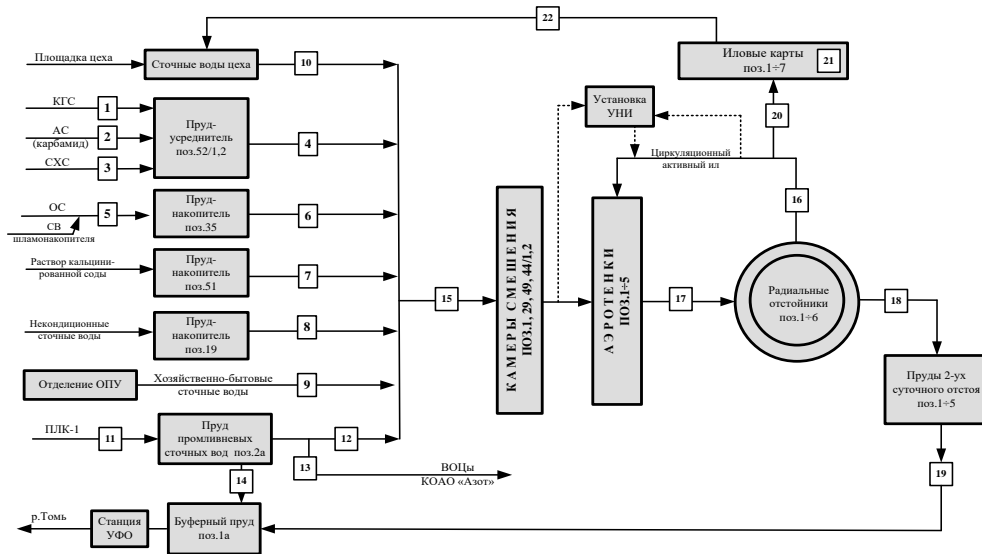 22
Площадка цеха
Сточные воды цеха
10
Иловые карты
поз.1÷7
21
КГС
1
АС
(карбамид)
2
СХС
3
Пруд-
усреднитель
поз.52/1,2
4
Установка
УНИ
20
Циркуляционный
активный ил
ОС
5
СВ
шламонакопителя
Пруд-
накопитель
поз.35
6
16
Раствор кальцини-
рованной соды
Пруд-
накопитель
поз.51
7
15
К А М Е Р Ы С М Е Ш Е Н И Я
ПОЗ.1, 29, 49, 44/1,2
А Э Р О Т Е Н К И
ПОЗ.1÷5
17
Радиальные
отстойники
поз.1÷6
18
Некондиционные
сточные воды
Пруд-
накопитель
поз.19
8
Отделение ОПУ
Хозяйственно-бытовые
сточные воды
9
Пруды 2-ух
суточного отстоя
поз.1÷5
ПЛК-1
11
Пруд
промливневых
сточных вод поз.2а
12
13
ВОЦы
КОАО «Азот»
14
19
р.Томь
Станция
УФО
Буферный пруд
поз.1а